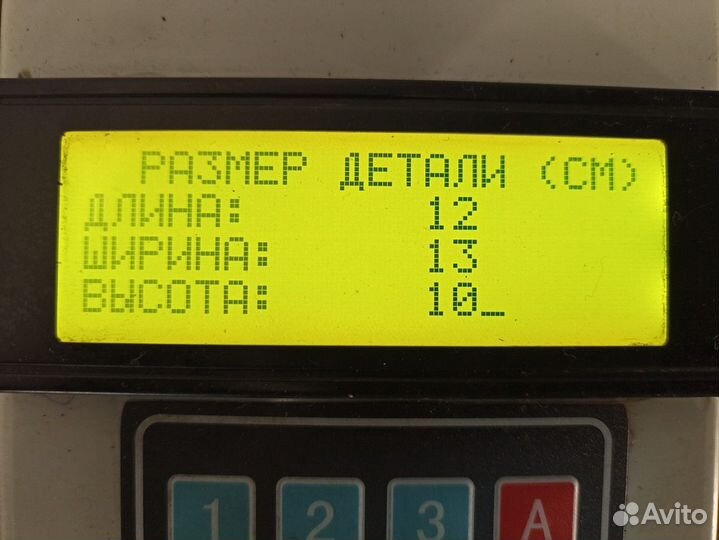 РАЗМЕР ДЕТАЛИ (СМ)
ДЛИНА: 12
ШИРИНА: 13
ВЫСОТА: 10_
1 2 3 A
Avito